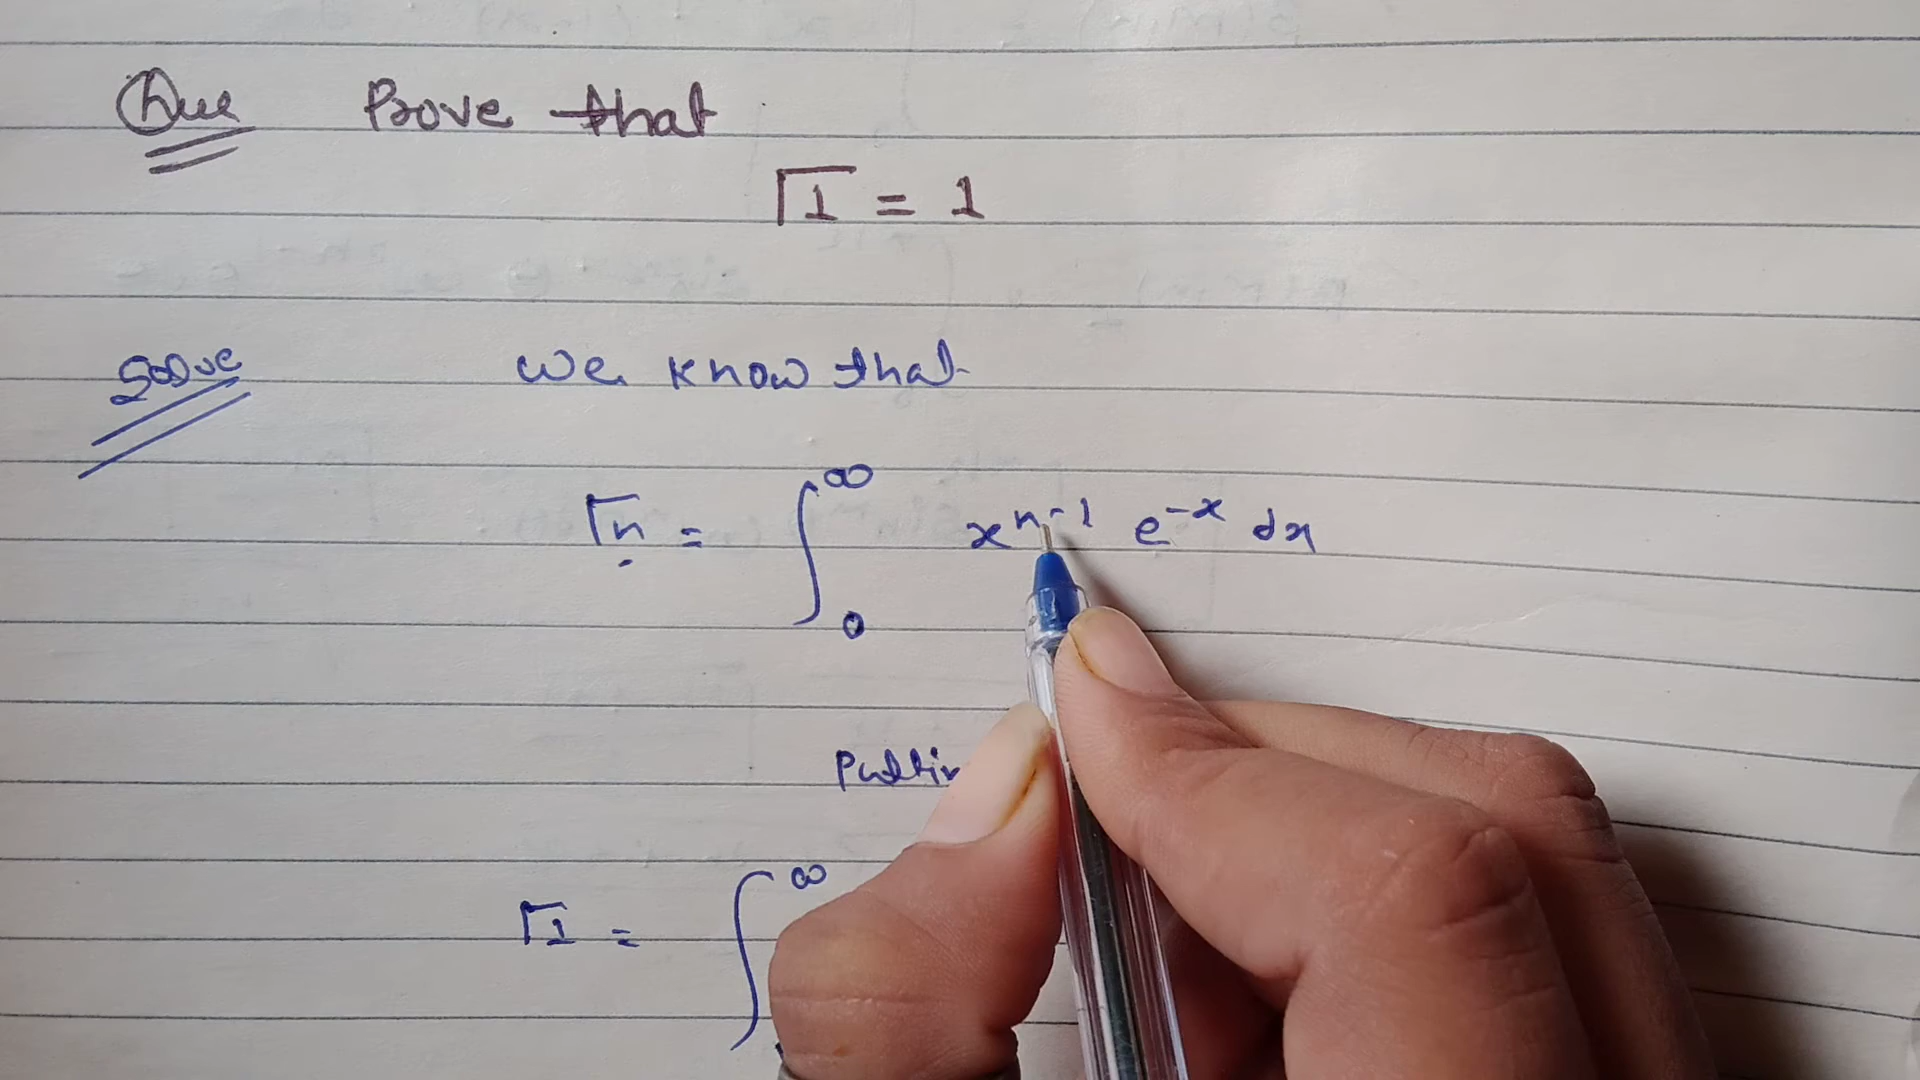 Que Prove that
Γ1 = 1
Solve We know that
Γn = ∫₀^∞ x^(n-1) e^(-x) dx
Γ1 = ∫^∞